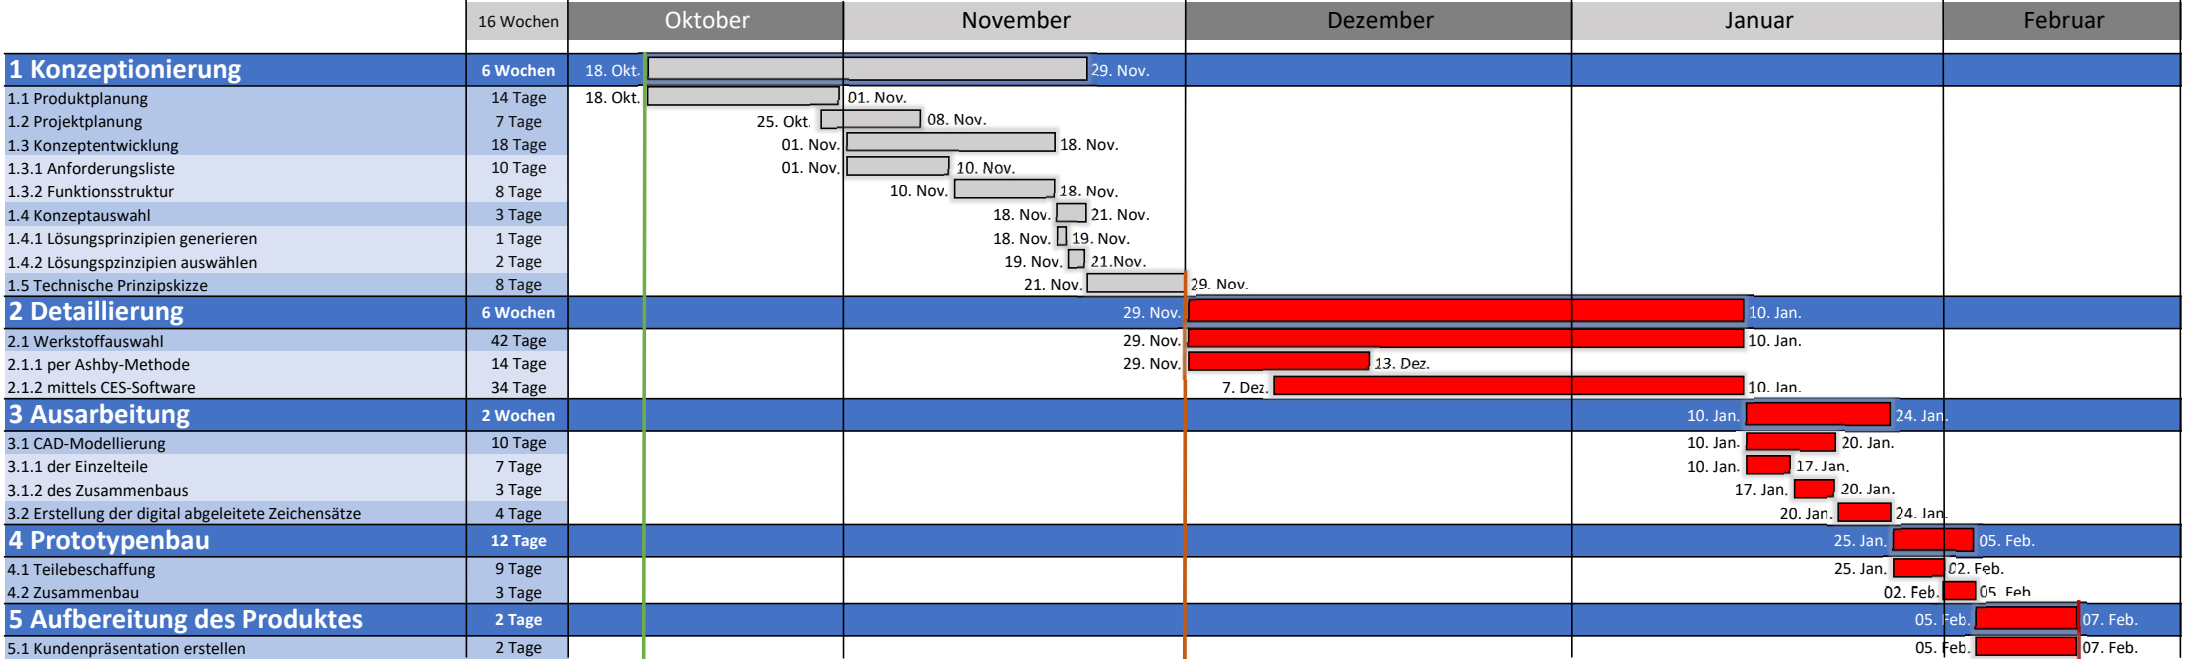 16 Wochen Oktober November Dezember Januar Februar
1 Konzeptionierung 6 Wochen 18. Okt. 29. Nov.
1.1 Produktplanung 14 Tage 18. Okt. 01. Nov.
1.2 Projektplanung 7 Tage 25. Okt. 08. Nov.
1.3 Konzeptentwicklung 18 Tage 01. Nov. 18. Nov.
1.3.1 Anforderungsliste 10 Tage 01. Nov. 10. Nov.
1.3.2 Funktionsstruktur 8 Tage 10. Nov. 18. Nov.
1.4 Konzeptauswahl 3 Tage 18. Nov. 21. Nov.
1.4.1 Lösungsprinzipien generieren 1 Tage 18. Nov. 19. Nov.
1.4.2 Lösungspzinzipien auswählen 2 Tage 19. Nov. 21.Nov.
1.5 Technische Prinzipskizze 8 Tage 21. Nov. 29. Nov.
2 Detaillierung 6 Wochen 29. Nov. 10. Jan.
2.1 Werkstoffauswahl 42 Tage 29. Nov. 10. Jan.
2.1.1 per Ashby-Methode 14 Tage 29. Nov. 13. Dez.
2.1.2 mittels CES-Software 34 Tage 7. Dez. 10. Jan.
3 Ausarbeitung 2 Wochen 10. Jan. 24. Jan.
3.1 CAD-Modellierung 10 Tage 10. Jan. 20. Jan.
3.1.1 der Einzelteile 7 Tage 10. Jan. 17. Jan.
3.1.2 des Zusammenbaus 3 Tage 17. Jan. 20. Jan.
3.2 Erstellung der digital abgeleitete Zeichensätze 4 Tage 20. Jan. 24. Jan.
4 Prototypenbau 12 Tage 25. Jan. 05. Feb.
4.1 Teilebeschaffung 9 Tage 25. Jan. 02. Feb.
4.2 Zusammenbau 3 Tage 02. Feb. 05. Feb.
5 Aufbereitung des Produktes 2 Tage 05. Feb. 07. Feb.
5.1 Kundenpräsentation erstellen 2 Tage 05. Feb. 07. Feb.